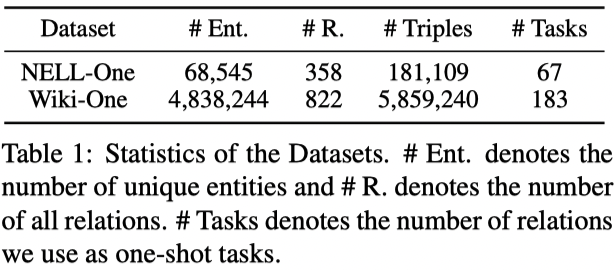 Dataset # Ent. # R. # Triples # Tasks
NELL-One 68,545 358 181,109 67
Wiki-One 4,838,244 822 5,859,240 183
Table 1: Statistics of the Datasets. # Ent. denotes the
number of unique entities and # R. denotes the number
of all relations. # Tasks denotes the number of relations
we use as one-shot tasks.